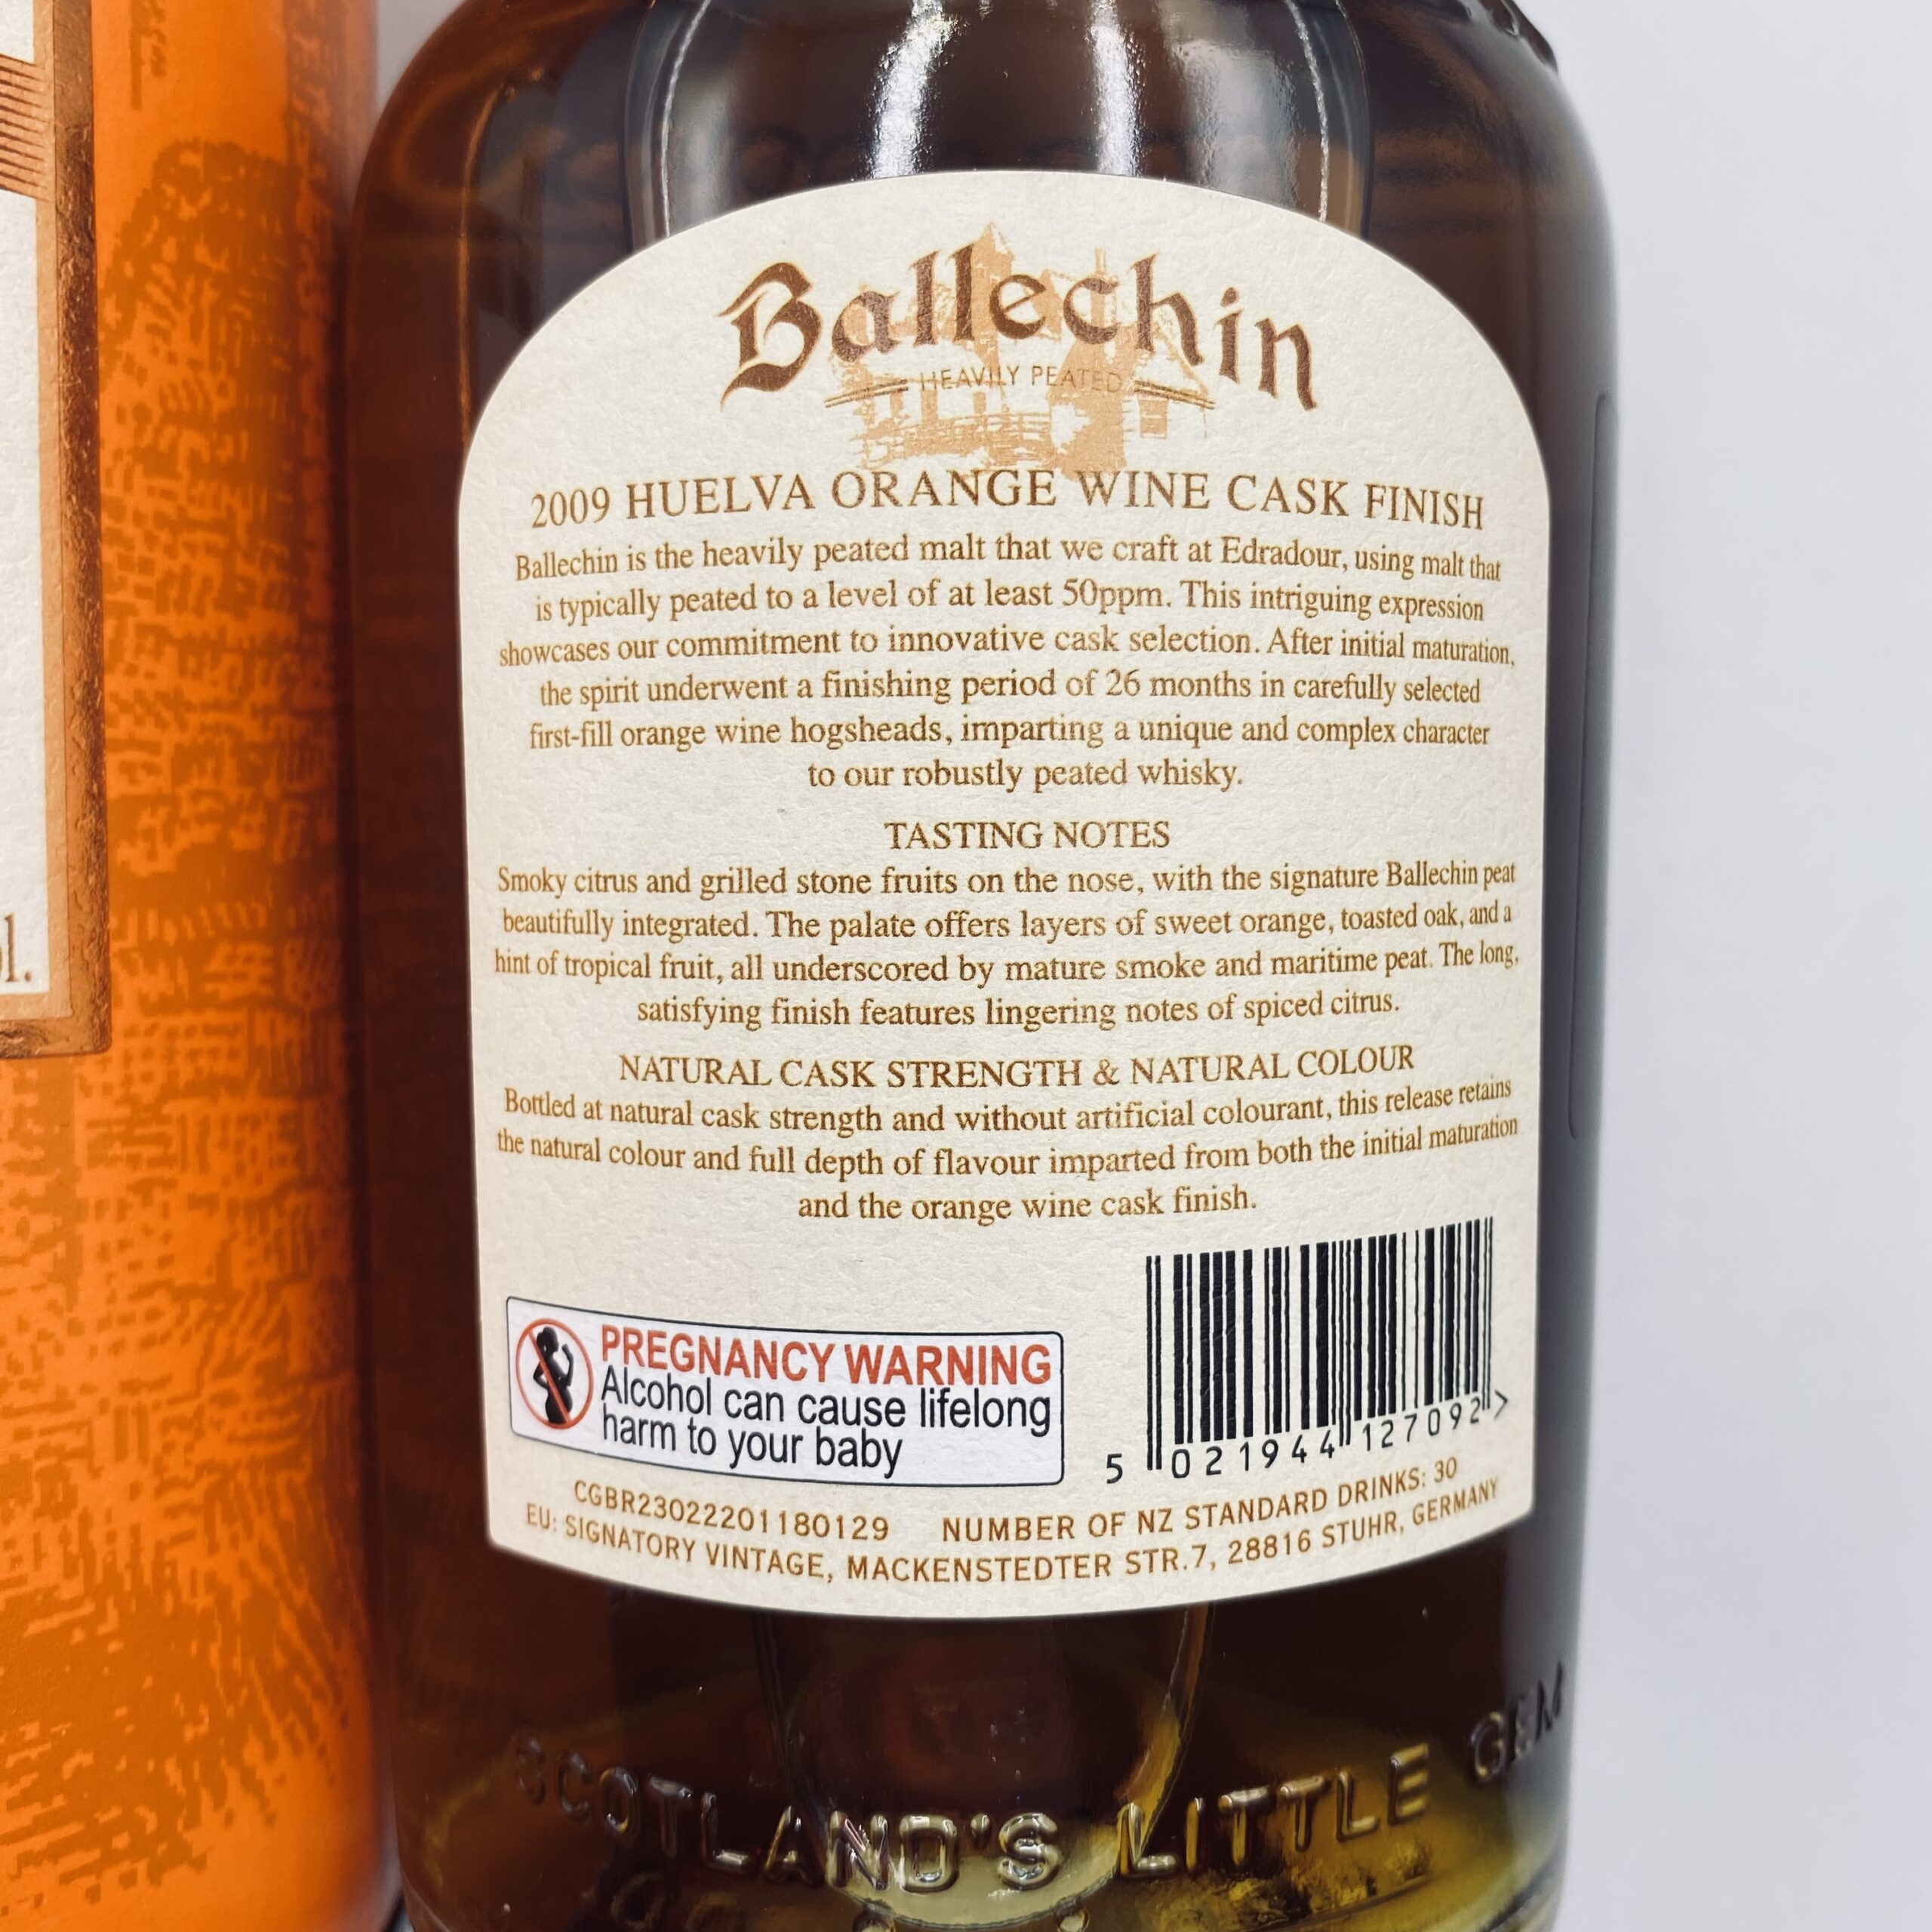 Ballechin
HEAVILY PEATED
2009 HUELVA ORANGE WINE CASK FINISH
Ballechin is the heavily peated malt that we craft at Edradour, using malt that
is typically peated to a level of at least 50ppm. This intriguing expression
showcases our commitment to innovative cask selection. After initial maturation,
the spirit underwent a finishing period of 26 months in carefully selected
first-fill orange wine hogsheads, imparting a unique and complex character
to our robustly peated whisky.
TASTING NOTES
Smoky citrus and grilled stone fruits on the nose, with the signature Ballechin peat
beautifully integrated. The palate offers layers of sweet orange, toasted oak, and a
hint of tropical fruit, all underscored by mature smoke and maritime peat. The long,
satisfying finish features lingering notes of spiced citrus.
NATURAL CASK STRENGTH & NATURAL COLOUR
Bottled at natural cask strength and without artificial colourant, this release retains
the natural colour and full depth of flavour imparted from both the initial maturation
and the orange wine cask finish.
PREGNANCY WARNING
Alcohol can cause lifelong
harm to your baby
5 021944 127092 >
CGBR23022201180129 NUMBER OF NZ STANDARD DRINKS: 30
EU: SIGNATORY VINTAGE, MACKENSTEDTER STR.7, 28816 STUHR, GERMANY
SCOTLAND'S LITTLE GEM